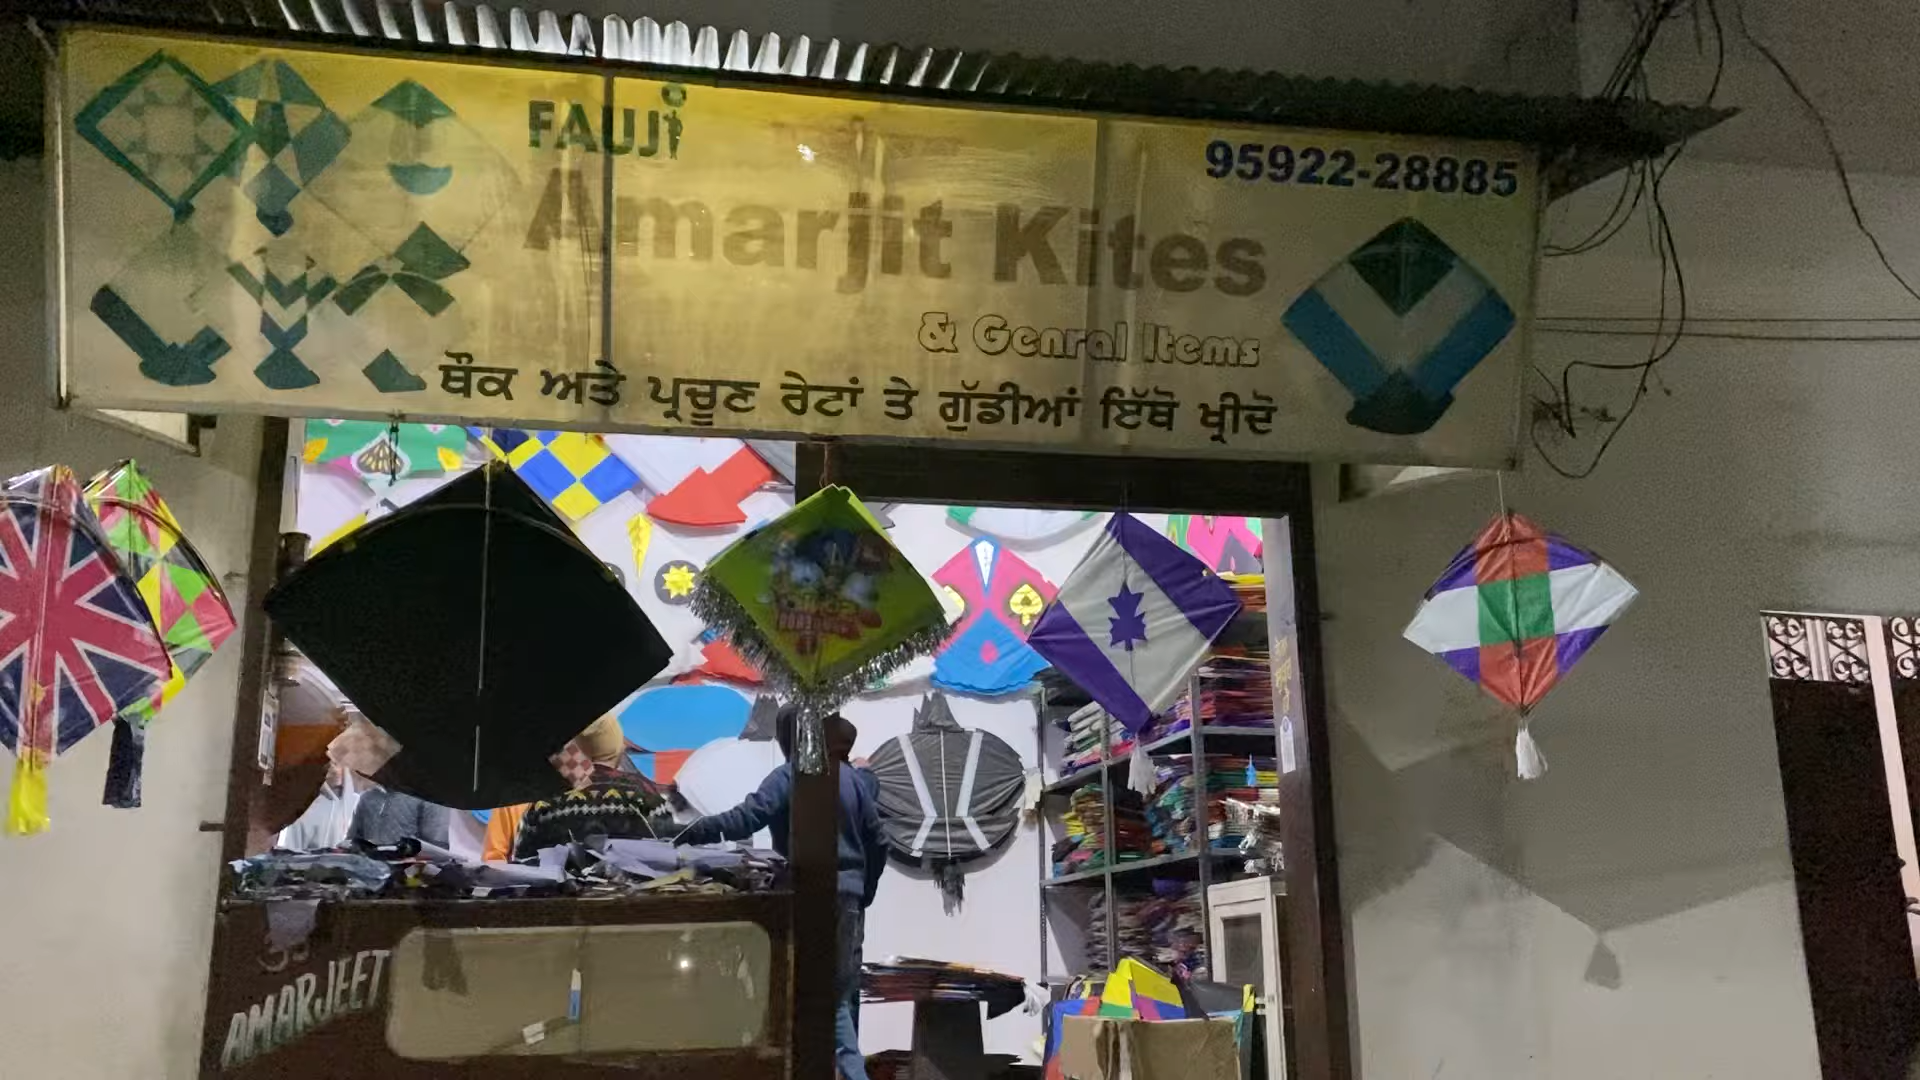 FAUJi
95922-28885
Amarjit Kites
& Genral Items
ਥੌਕ ਅਤੇ ਪ੍ਰਚੂਣ ਰੇਟਾਂ ਤੇ ਗੁੱਡੀਆਂ ਇੱਥੋ ਖ੍ਰੀਦੋ
AMARJEET